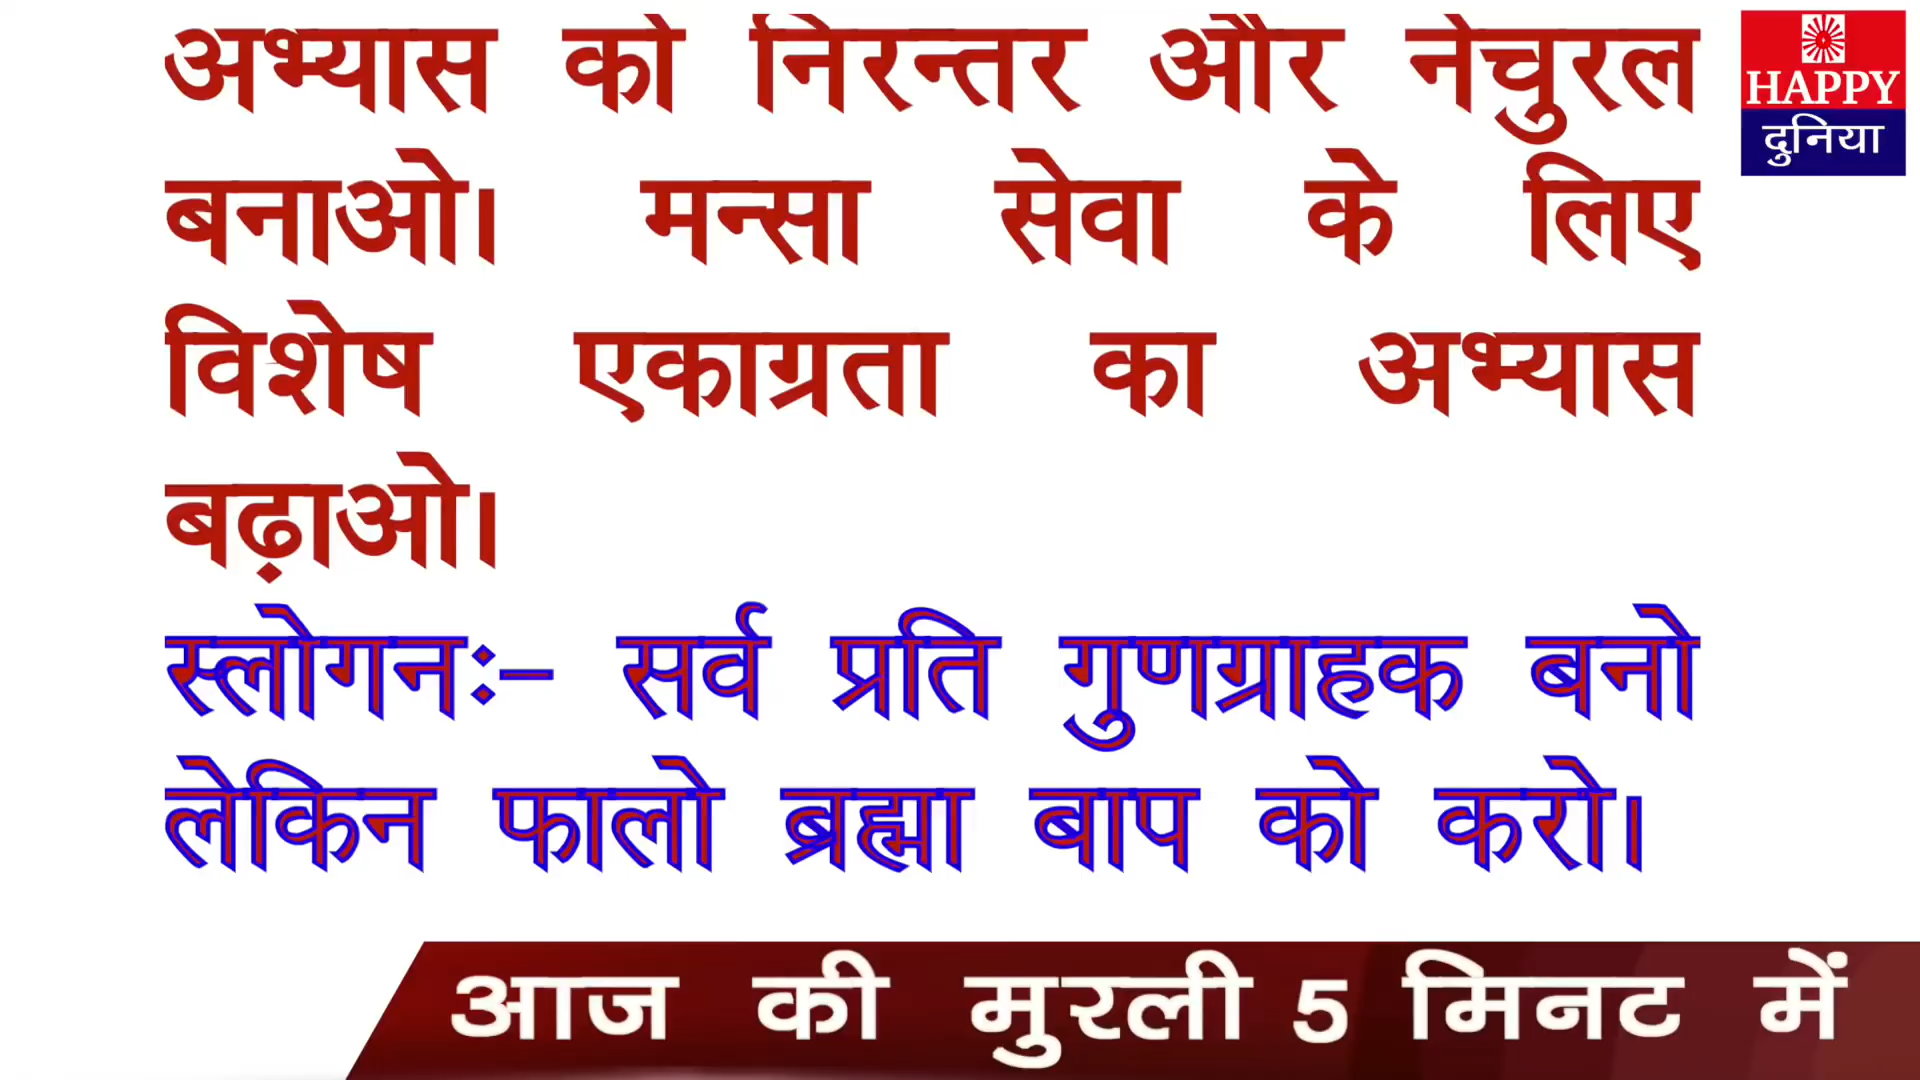 अभ्यास को निरन्तर और नेचुरल
बनाओ। मन्सा सेवा के लिए
विशेष एकाग्रता का अभ्यास
बढ़ाओ।
स्लोगनः– सर्व प्रति गुणग्राहक बनो
लेकिन फालो ब्रह्मा बाप को करो।
HAPPY
दुनिया
आज की मुरली 5 मिनट में